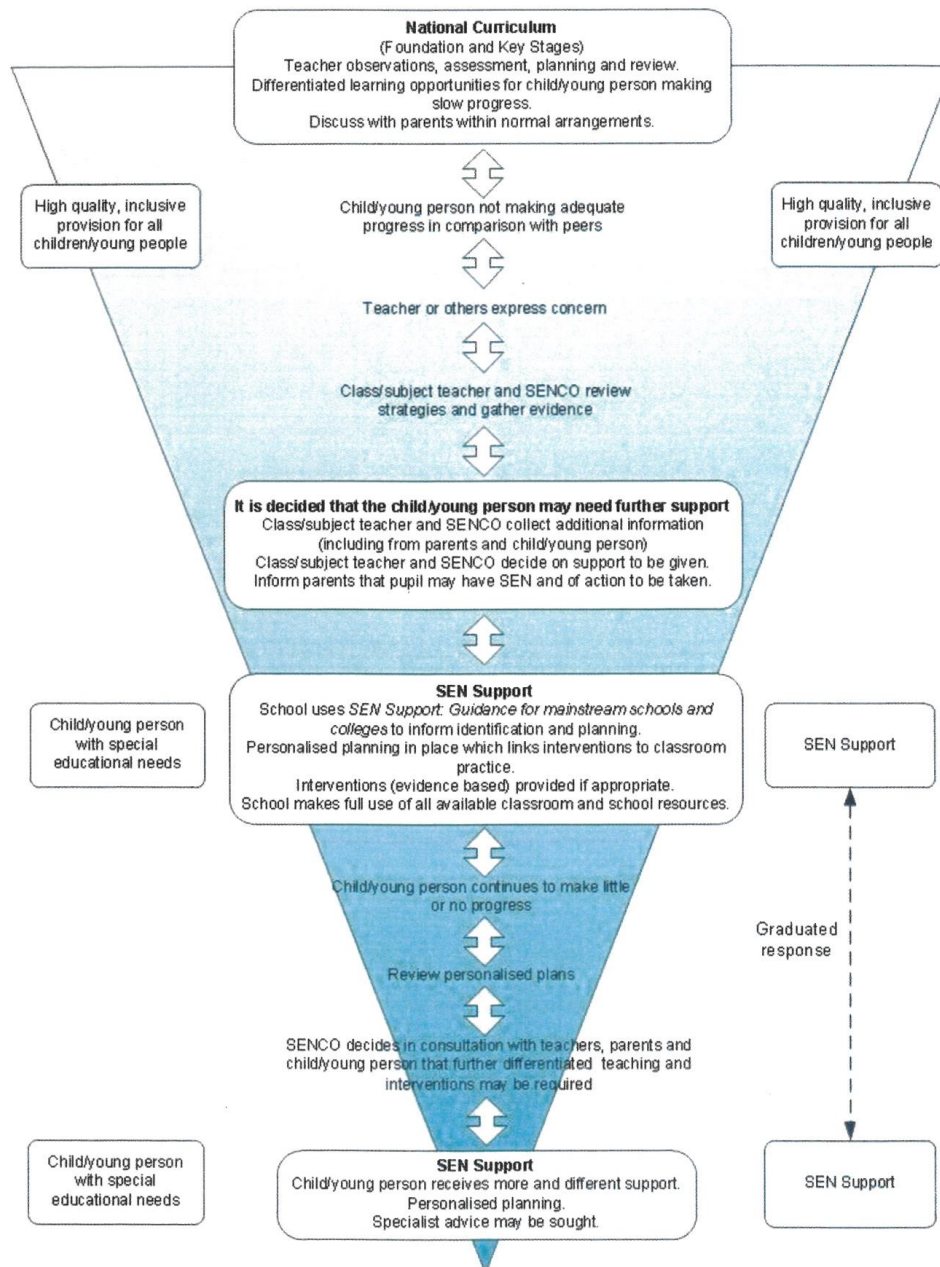 National Curriculum
(Foundation and Key Stages)
Teacher observations, assessment, planning and review.
Differentiated learning opportunities for child/young person making
slow progress.
Discuss with parents within normal arrangements.
High quality, inclusive
provision for all
children/young people
High quality, inclusive
provision for all
children/young people
Child/young person not making adequate
progress in comparison with peers
Teacher or others express concern
Class/subject teacher and SENCO review
strategies and gather evidence
It is decided that the child/young person may need further support
Class/subject teacher and SENCO collect additional information
(including from parents and child/young person)
Class/subject teacher and SENCO decide on support to be given.
Inform parents that pupil may have SEN and of action to be taken.
Child/young person
with special
educational needs
SEN Support
School uses SEN Support: Guidance for mainstream schools and
colleges to inform identification and planning.
Personalised planning in place which links interventions to classroom
practice.
Interventions (evidence based) provided if appropriate.
School makes full use of all available classroom and school resources.
SEN Support
Child/young person continues to make little
or no progress
Graduated
response
Review personalised plans
SENCO decides in consultation with teachers, parents and
child/young person that further differentiated teaching and
interventions may be required
Child/young person
with special
educational needs
SEN Support
Child/young person receives more and different support.
Personalised planning.
Specialist advice may be sought.
SEN Support